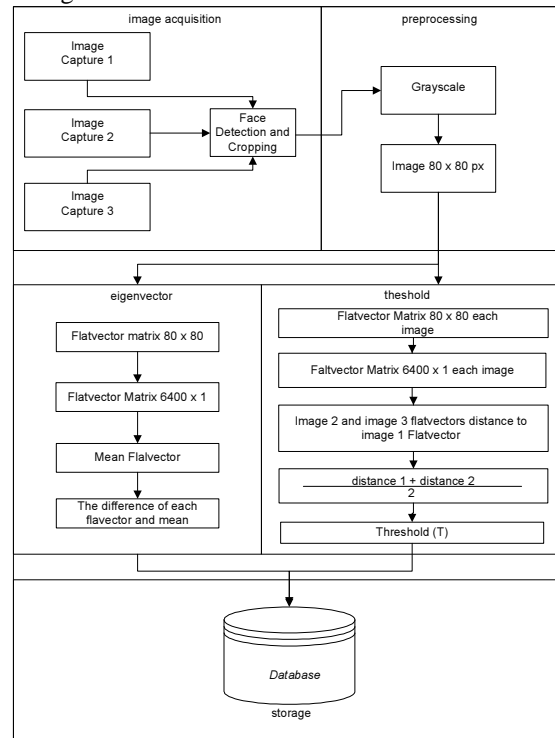 image acquisition
Image
Capture 1
Image
Capture 2
Image
Capture 3
Face
Detection and
Cropping
preprocessing
Grayscale
Image 80 x 80 px
eigenvector
Flatvector matrix 80 x 80
Flatvector Matrix 6400 x 1
Mean Flalvector
The difference of each
flavector and mean
theshold
Flatvector Matrix 80 x 80 each
image
Faltvector Matrix 6400 x 1 each image
Image 2 and image 3 flatvectors distance to
image 1 Flatvector
distance 1 + distance 2
2
Threshold (T)
Database
storage